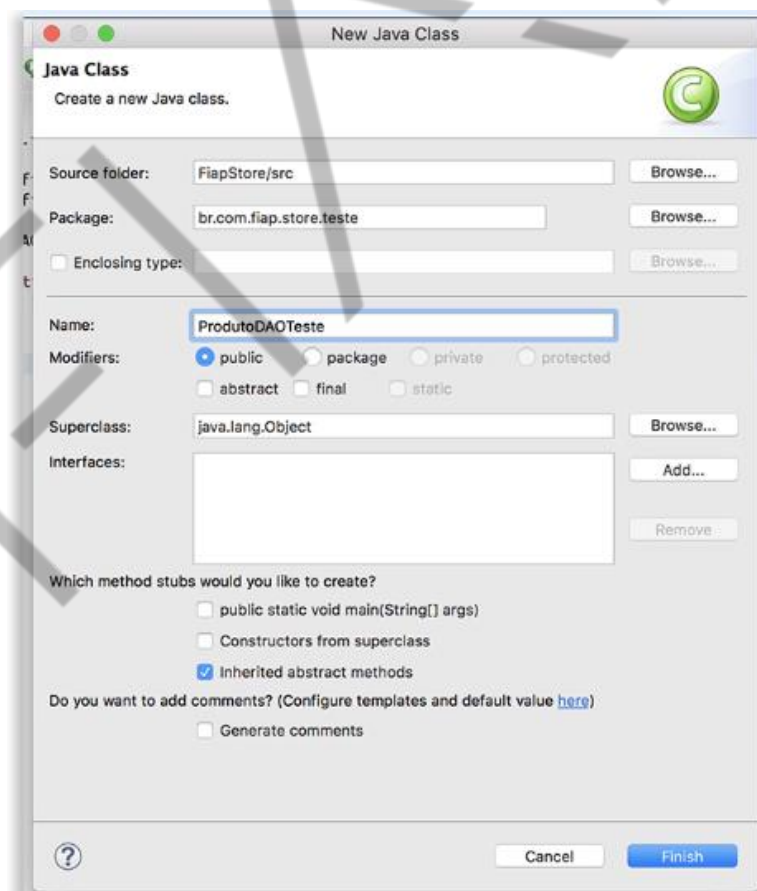 New Java Class
Java Class
Create a new Java class.
Source folder: FiapStore/src Browse...
Package: br.com.fiap.store.teste Browse...
Enclosing type: Browse...
Name: ProdutoDAOTeste
Modifiers: public package private protected
abstract final static
Superclass: java.lang.Object Browse...
Interfaces: Add...
Remove
Which method stubs would you like to create?
public static void main(String[] args)
Constructors from superclass
Inherited abstract methods
Do you want to add comments? (Configure templates and default value here)
Generate comments
? Cancel Finish